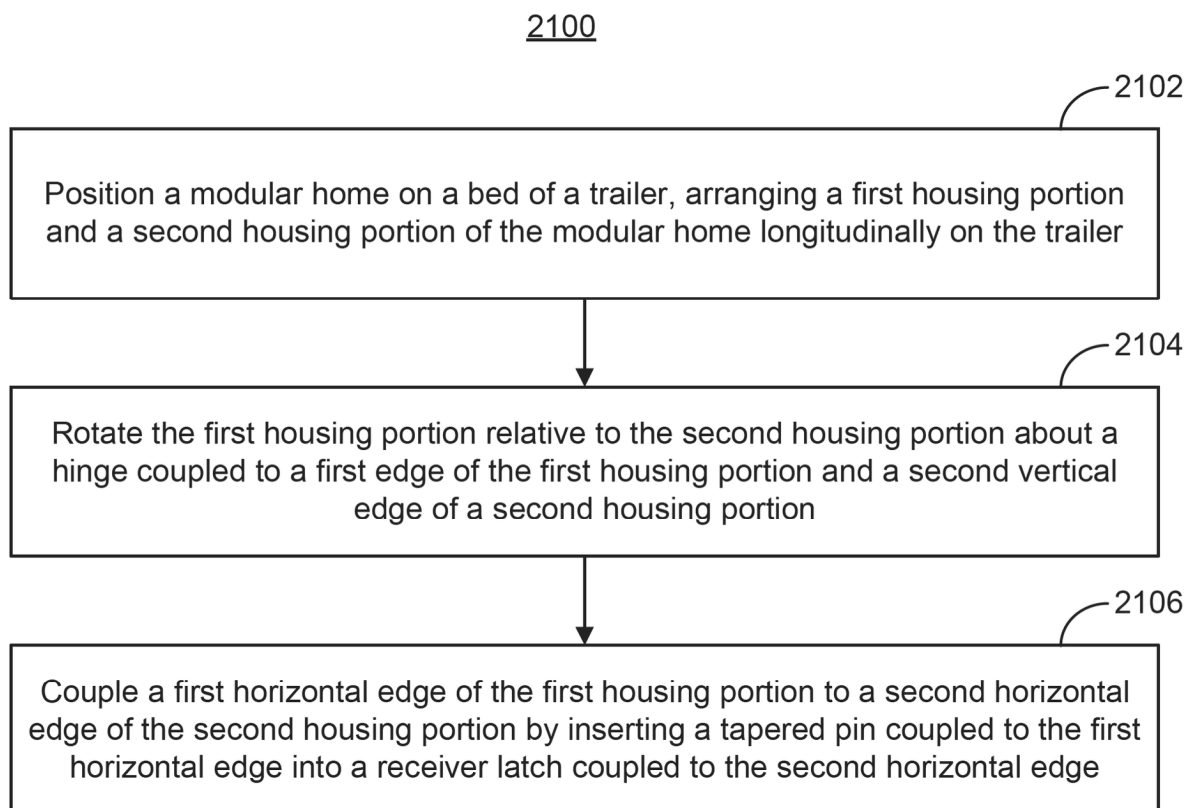 2100
2102
Position a modular home on a bed of a trailer, arranging a first housing portion
and a second housing portion of the modular home longitudinally on the trailer
2104
Rotate the first housing portion relative to the second housing portion about a
hinge coupled to a first edge of the first housing portion and a second vertical
edge of a second housing portion
2106
Couple a first horizontal edge of the first housing portion to a second horizontal
edge of the second housing portion by inserting a tapered pin coupled to the first
horizontal edge into a receiver latch coupled to the second horizontal edge